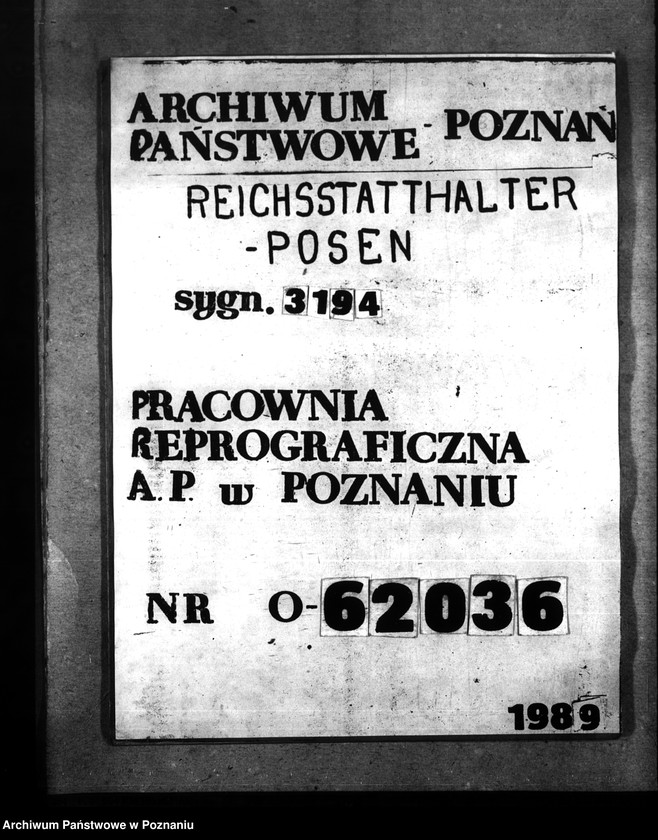 ARCHIWUM
PAŃSTWOWE - POZNAŃ
REICHSSTATTHALTER
-POSEN
sygn. 3194
PRACOWNIA
REPROGRAFICZNA
A.P. w POZNANIU
NR O-62036
1989
Archiwum Państwowe w Poznaniu